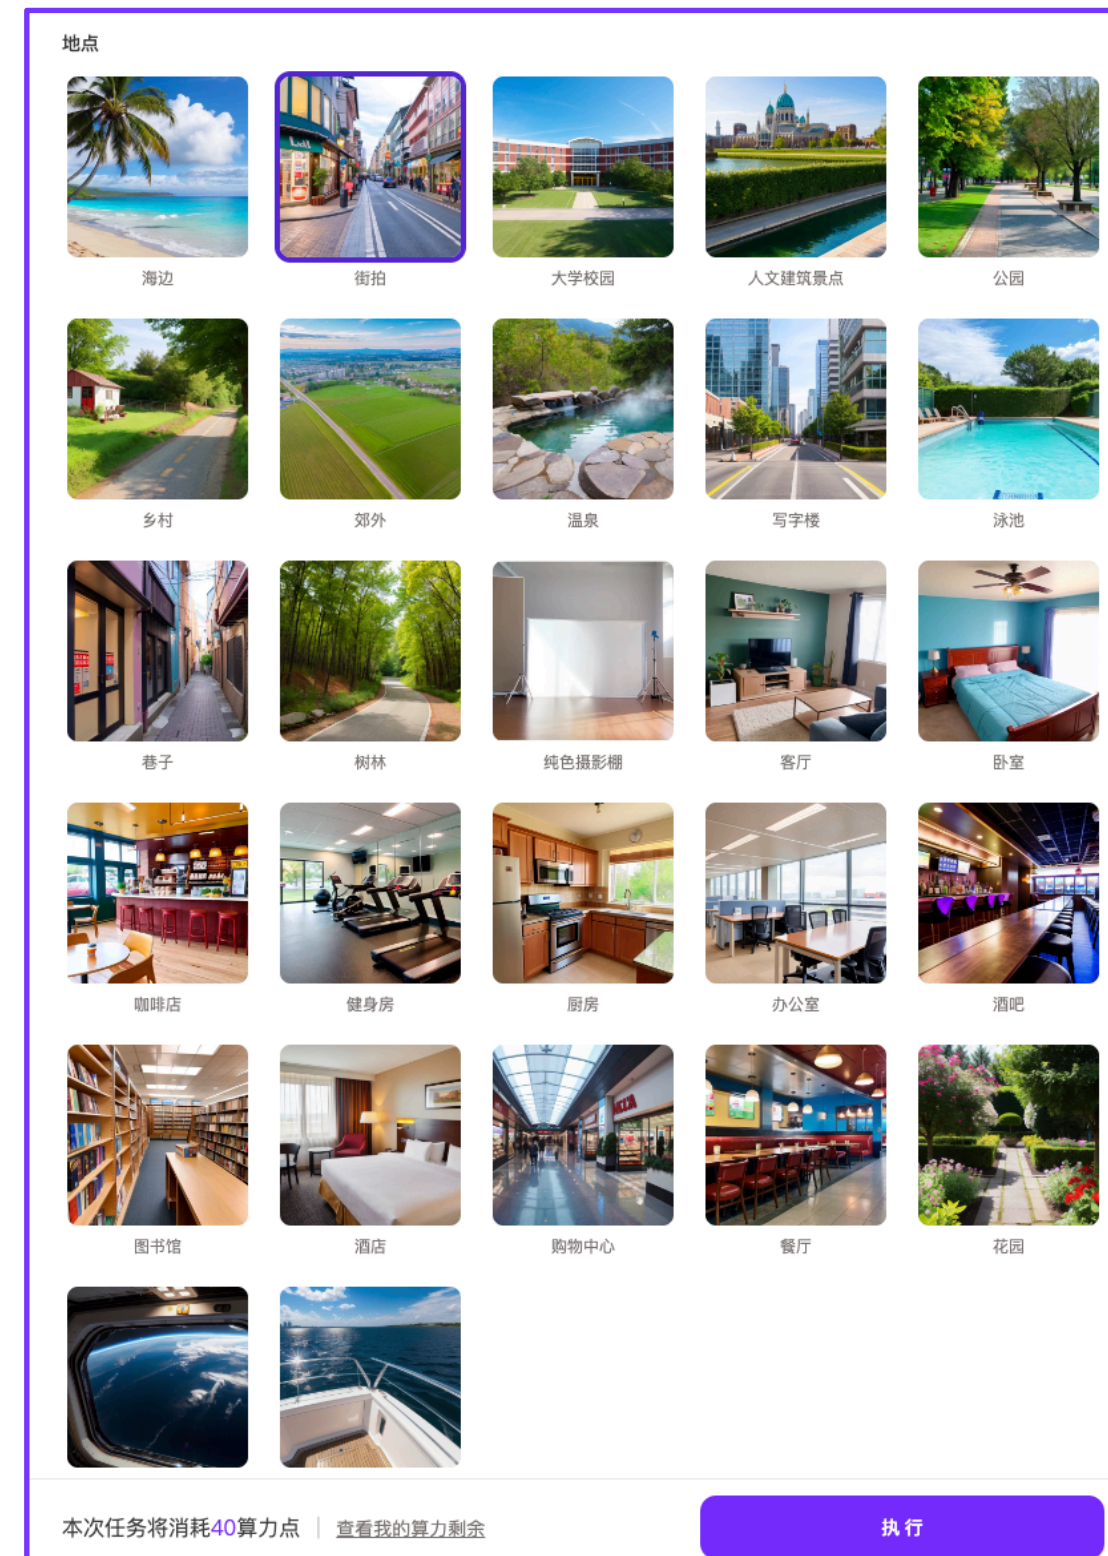 地点
海边
街拍
大学校园
人文建筑景点
公园
乡村
郊外
温泉
写字楼
泳池
巷子
树林
纯色摄影棚
客厅
卧室
咖啡店
健身房
厨房
办公室
酒吧
图书馆
酒店
购物中心
餐厅
花园
本次任务将消耗40算力点 | 查看我的算力剩余
执行